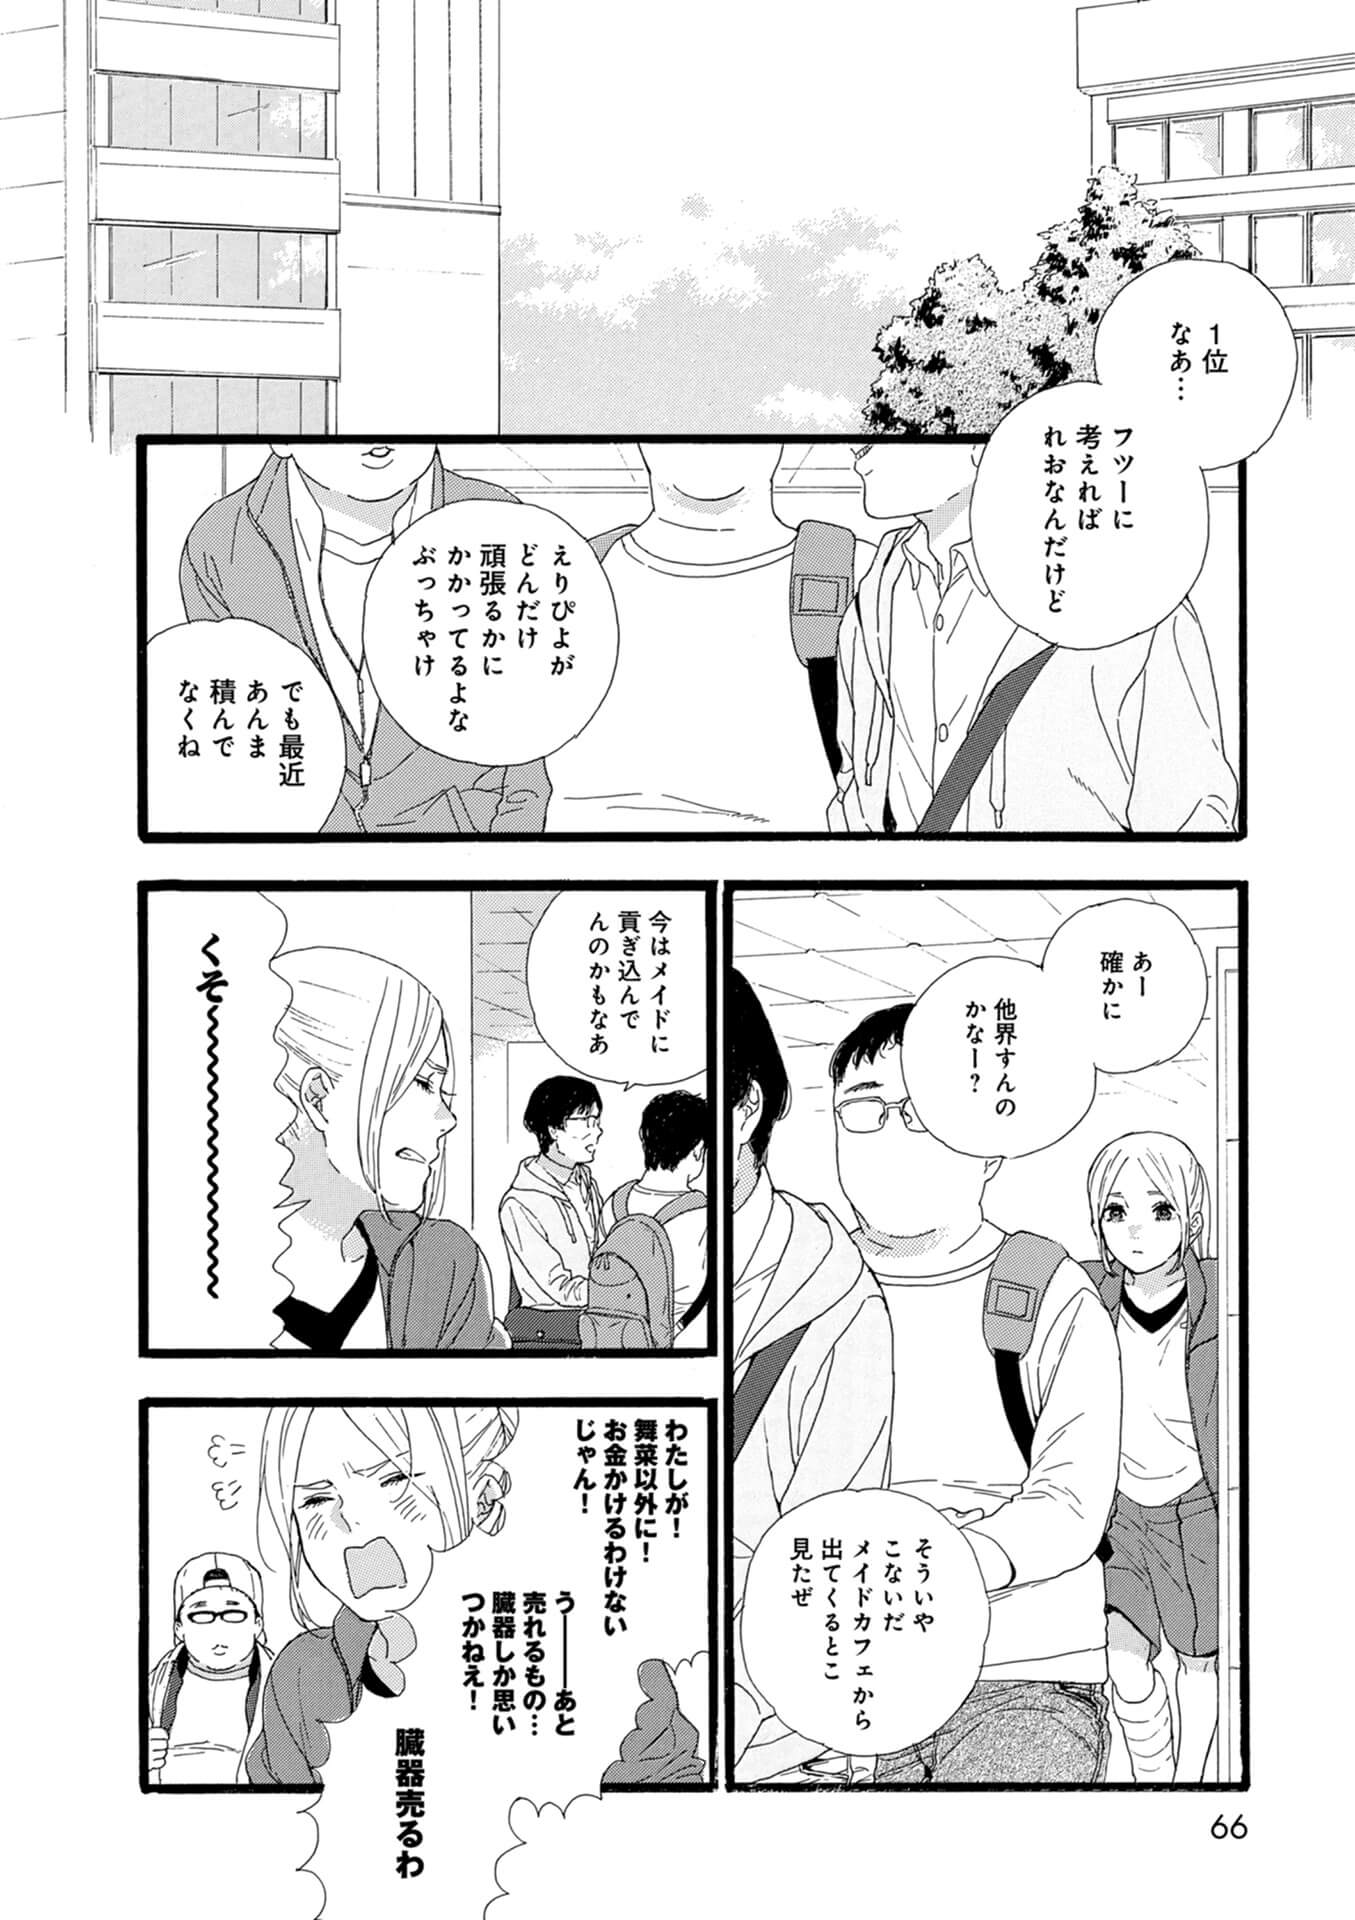 1位
なあ…
フツーに
考えれば
れおなんだけど
えりぴよが
どんだけ
頑張るかに
かかってるよな
ぶっちゃけ
でも最近
あんま
積んで
なくね
あー
確かに
他界すんの
かなー?
そういや
こないだ
メイドカフェから
出てくるとこ
見たぜ
今はメイドに
貢ぎ込んで
んのかもなあ
くそ〜〜〜〜〜〜〜〜
わたしが!
舞菜以外に!
お金かけるわけない
じゃん!
うーーあと
売れるもの…
臓器しか思い
つかねえ!
臓器売るわ
66